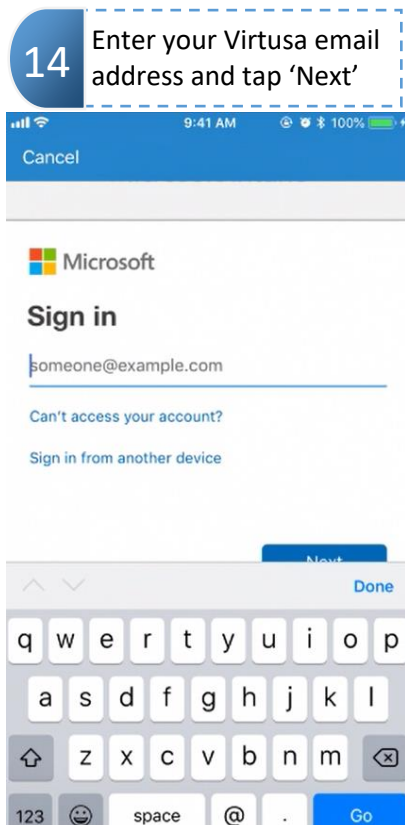 14
Enter your Virtusa email
address and tap ‘Next’
9:41 AM 100%
Cancel
Microsoft
Sign in
someone@example.com
Can't access your account?
Sign in from another device
Next
Done
q w e r t y u i o p
a s d f g h j k l
z x c v b n m
123 space @ . Go